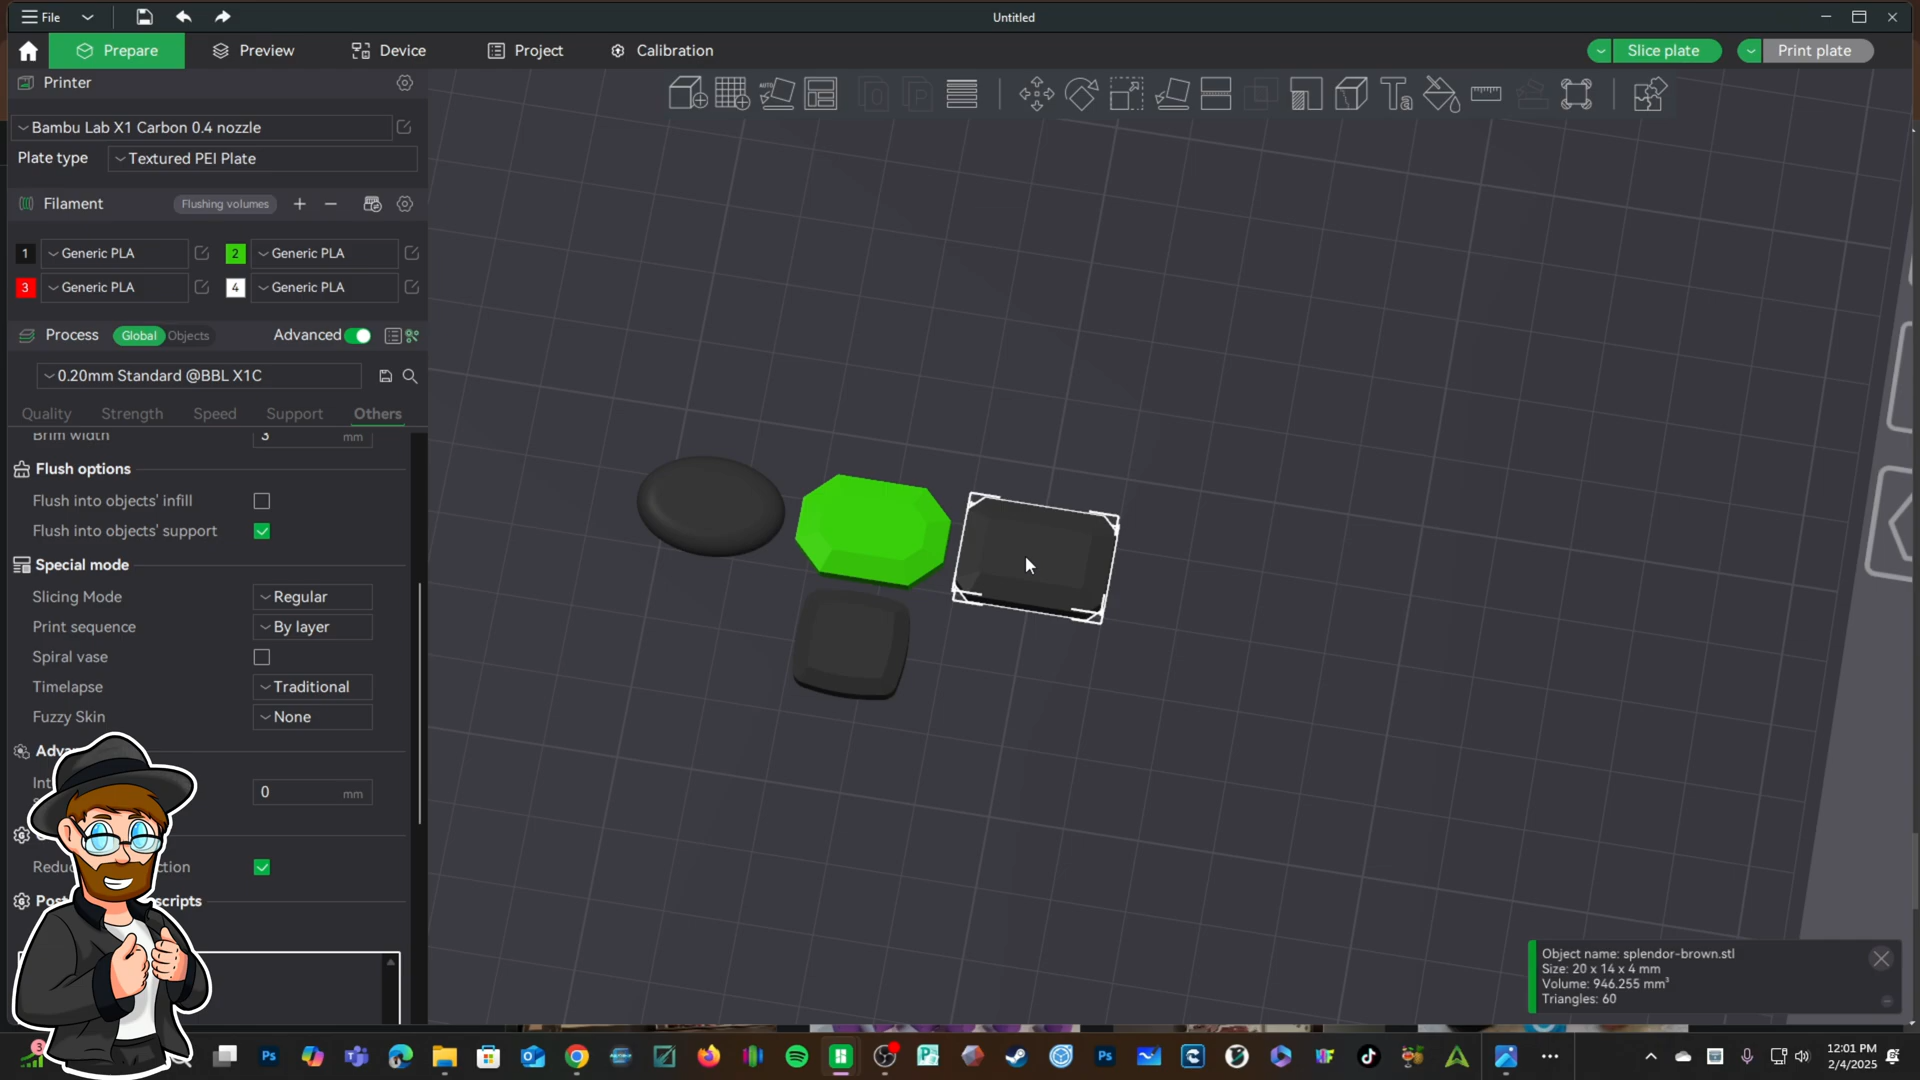 File
Untitled
Prepare
Preview
Device
Project
Calibration
Slice plate
Print plate
Printer
Bambu Lab X1 Carbon 0.4 nozzle
Plate type
Textured PEI Plate
Filament
Flushing volumes
1 Generic PLA
2 Generic PLA
3 Generic PLA
4 Generic PLA
Process
Global Objects
Advanced
0.20mm Standard @BBL X1C
Quality
Strength
Speed
Support
Others
Brim width
3 mm
Flush options
Flush into objects' infill
Flush into objects' support
Special mode
Slicing Mode
Regular
Print sequence
By layer
Spiral vase
Timelapse
Traditional
Fuzzy Skin
None
0 mm
Object name: splendor-brown.stl
Size: 20 x 14 x 4 mm
Volume: 946.255 mm³
Triangles: 60
12:01 PM
2/4/2025